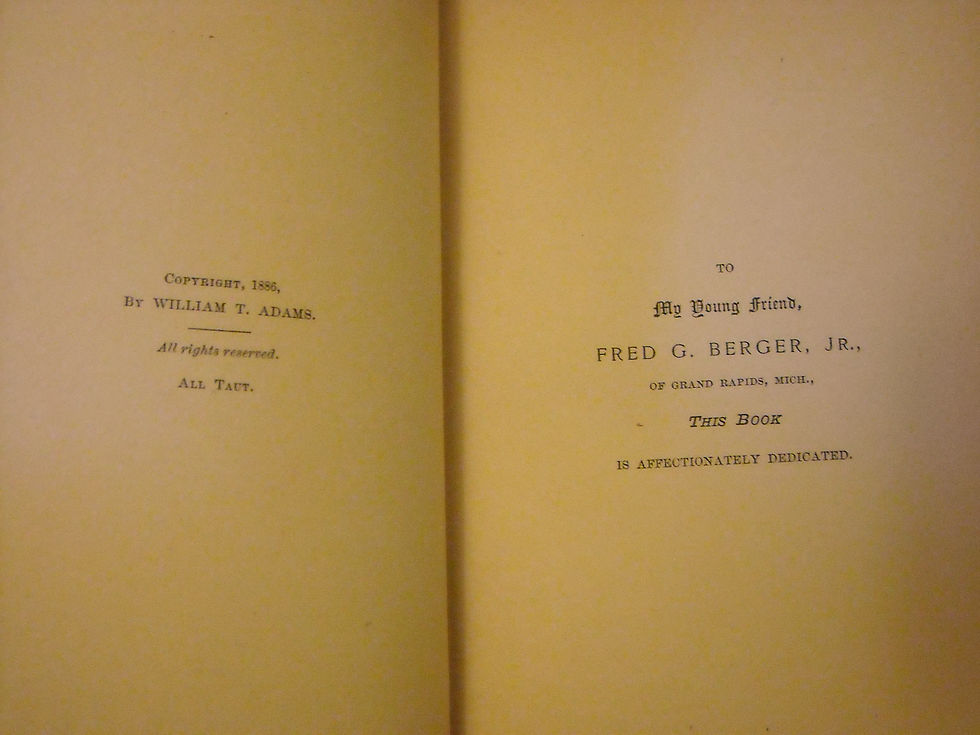 Copyright, 1886,
By WILLIAM T. ADAMS.
All rights reserved.
All Taut.
TO
My Young Friend,
FRED G. BERGER, JR.,
OF GRAND RAPIDS, MICH.,
This Book
IS AFFECTIONATELY DEDICATED.